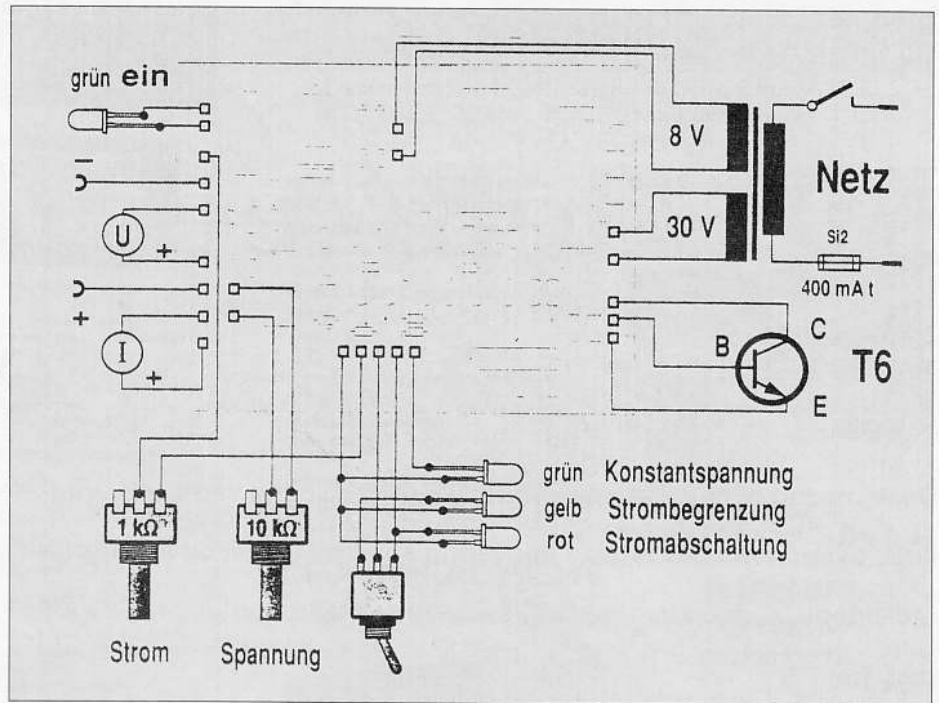 grün ein
−
U
+
+
I
+
8 V
30 V
Netz
Si2
400 mA t
C
B
T6
E
1 kΩ
10 kΩ
grün Konstantspannung
gelb Strombegrenzung
rot Stromabschaltung
Strom
Spannung